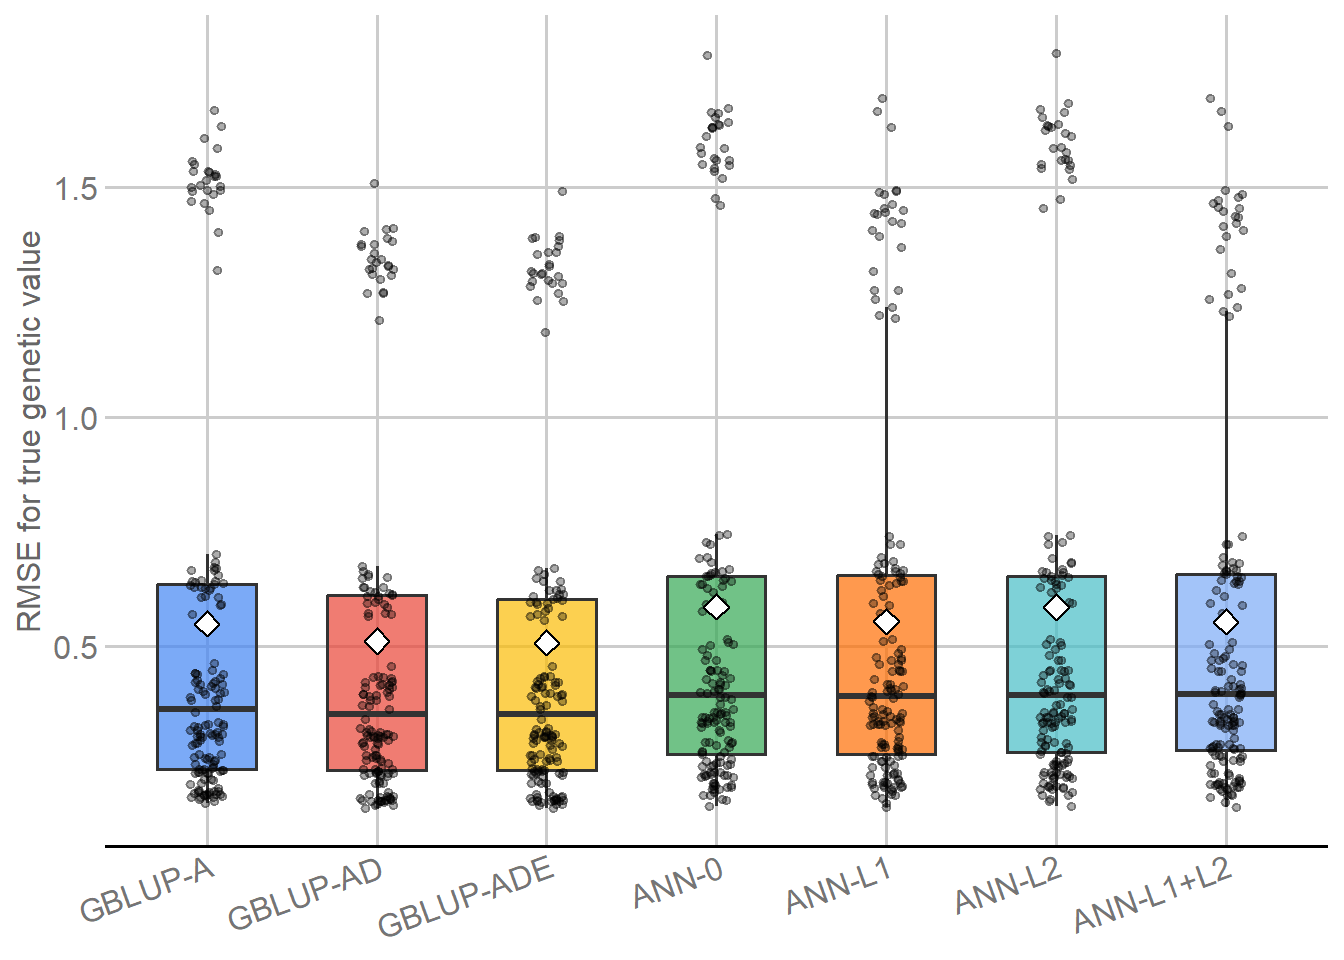 RMSE for true genetic value
1.5
1.0
0.5
GBLUP-A
GBLUP-AD
GBLUP-ADE
ANN-0
ANN-L1
ANN-L2
ANN-L1+L2